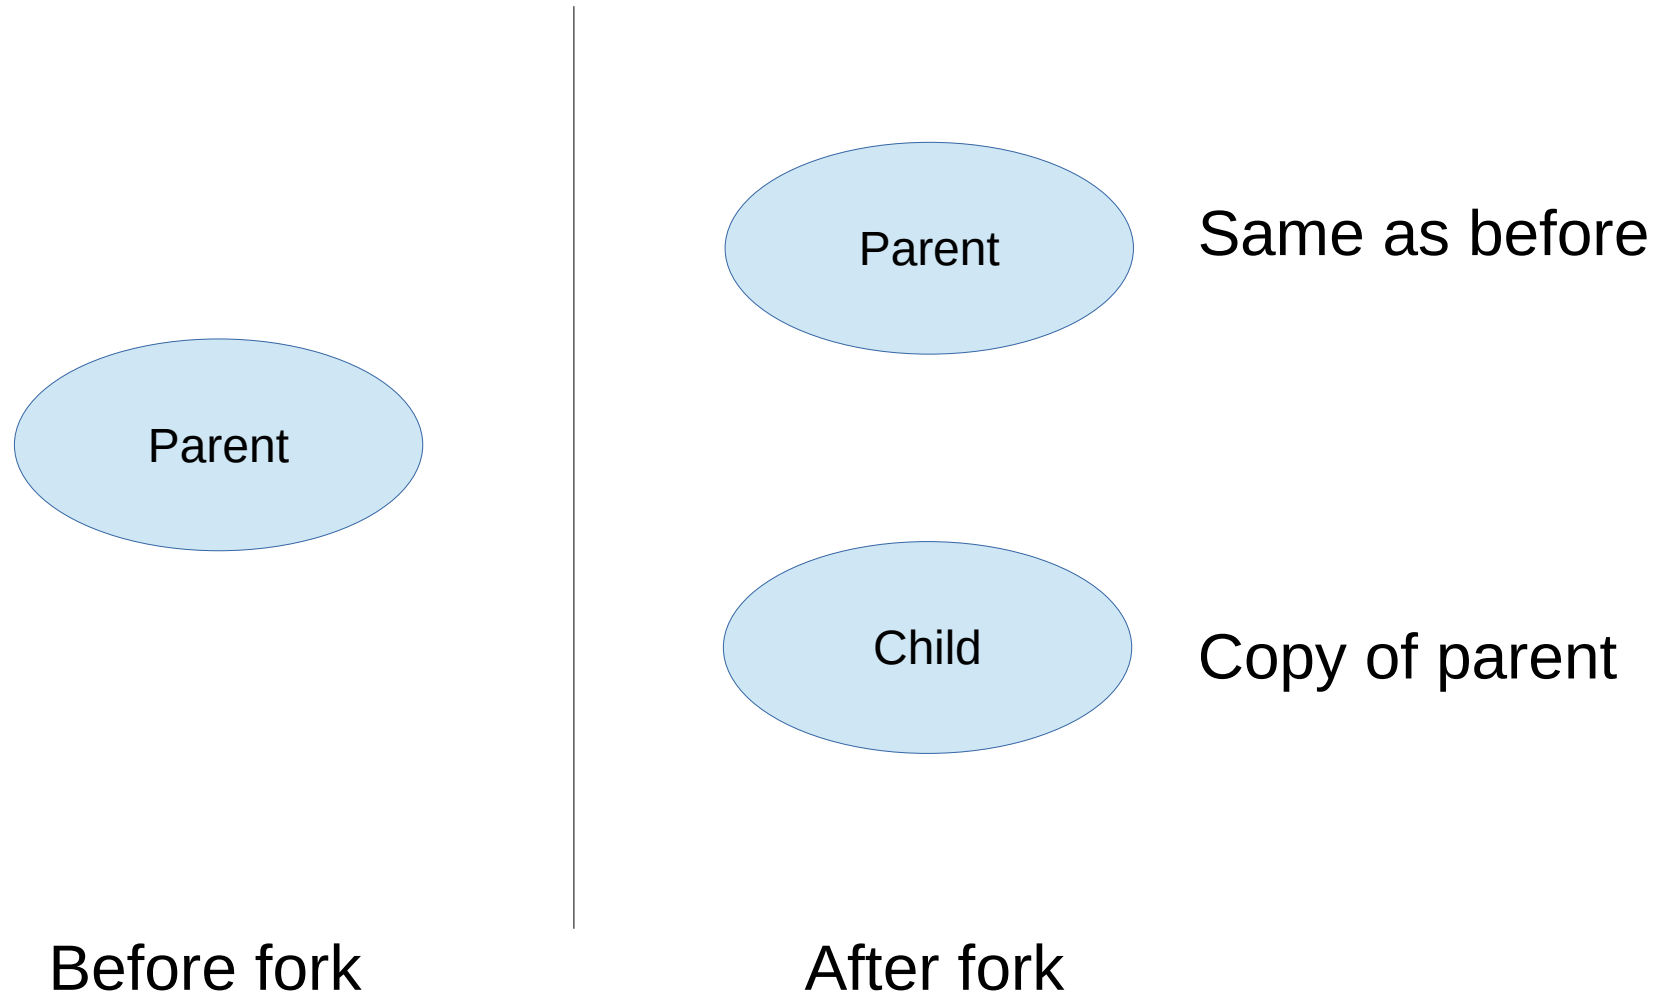 Parent
Before fork
Parent
Same as before
Child
Copy of parent
After fork